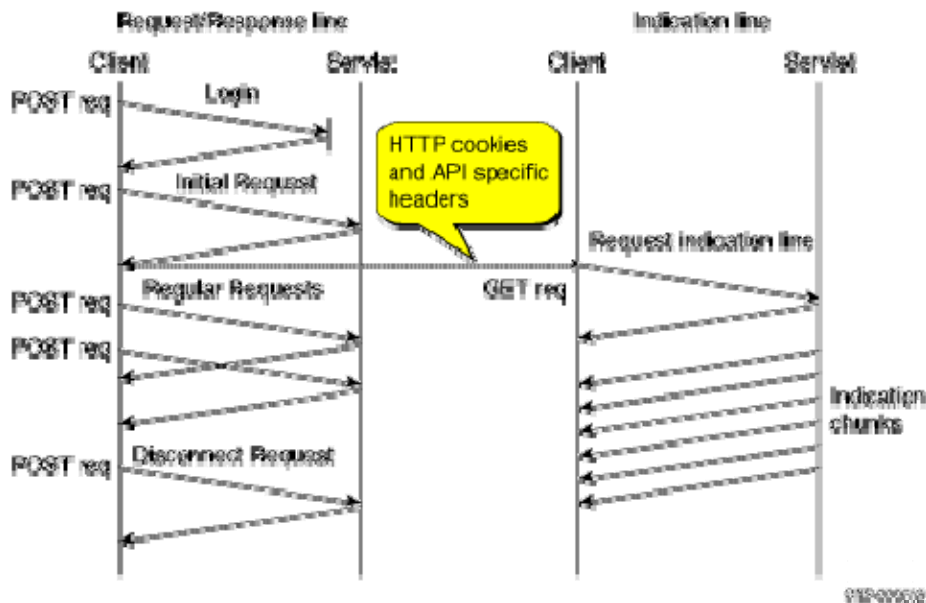 Request/Response line
Indication line
Client
Servlet
Client
Servlet
POST req
Login
HTTP cookies
and API specific
headers
POST req
Initial Request
Request indication line
POST req
Regular Requests
GET req
POST req
Indication
chunks
POST req
Disconnect Request